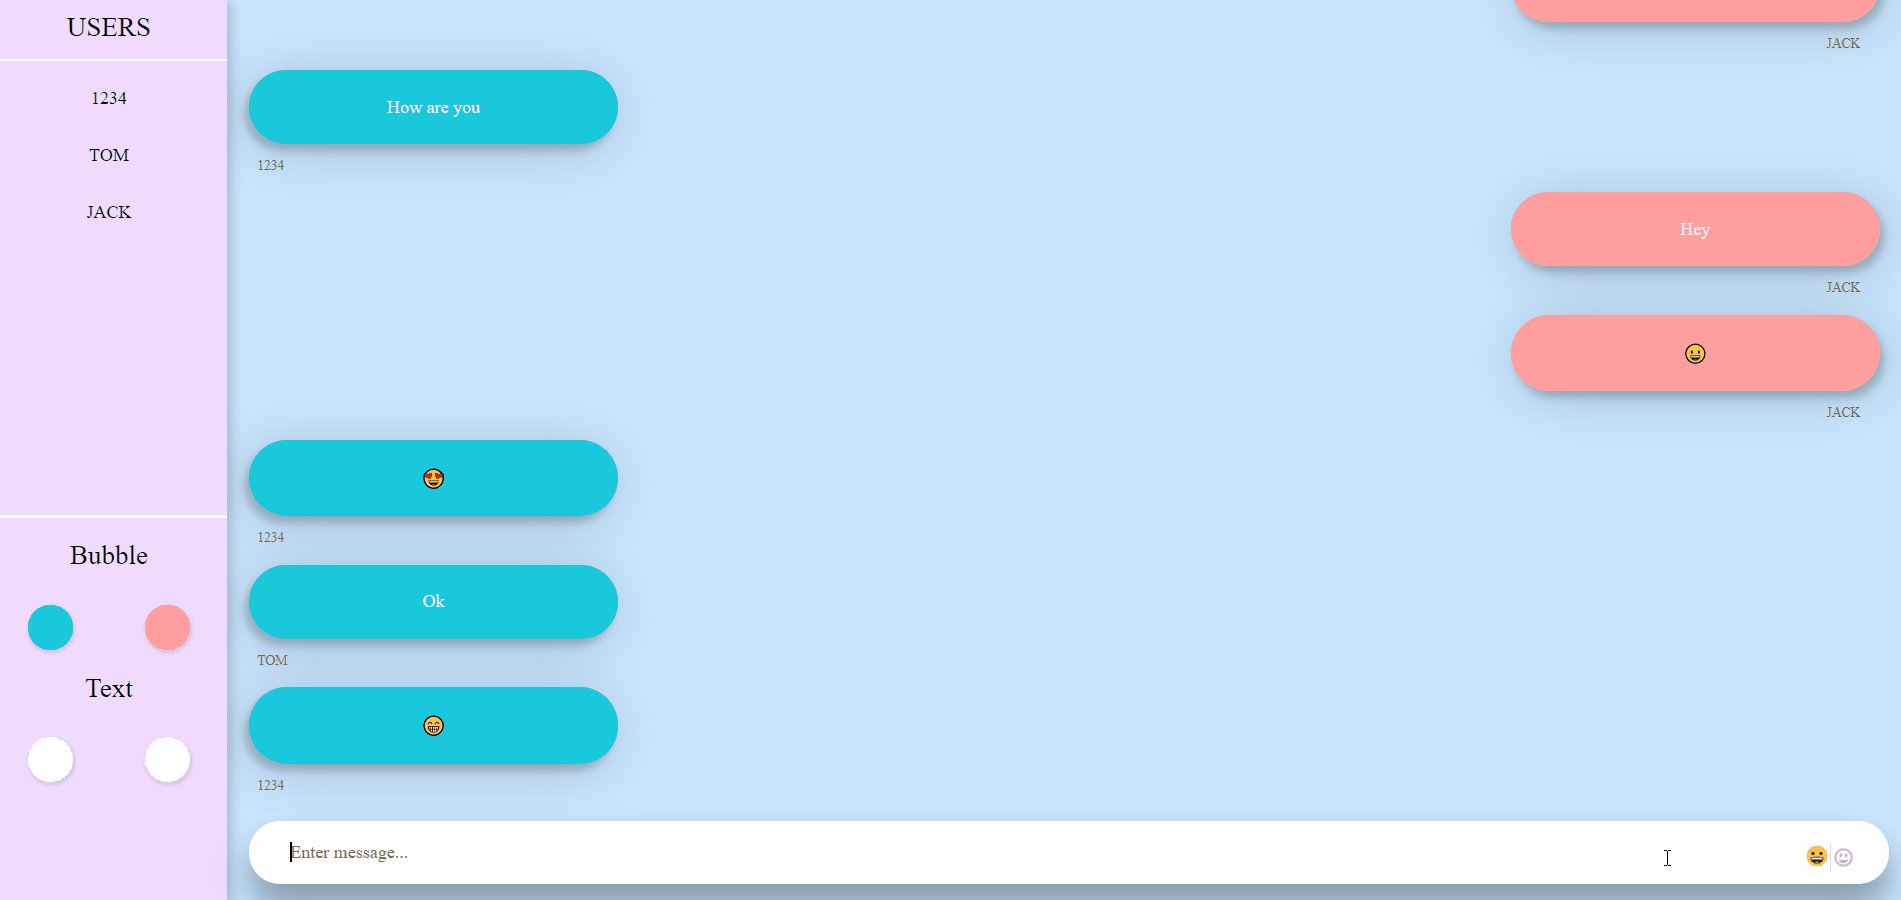 USERS
1234
TOM
JACK
Bubble
Text
JACK
How are you
1234
Hey
JACK
😀
JACK
😍
1234
Ok
TOM
😁
1234
Enter message...